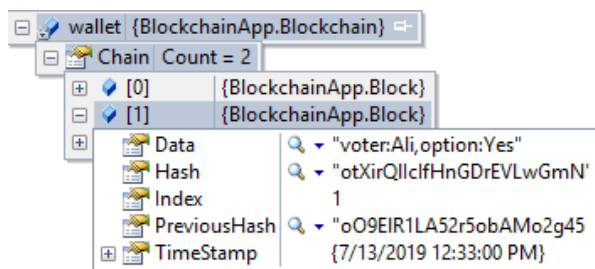 wallet {BlockchainApp.Blockchain}
Chain Count = 2
[0] {BlockchainApp.Block}
[1] {BlockchainApp.Block}
Data "voter:Ali,option:Yes"
Hash "otXirQIlcIfHnGDrEVLwGmN'
Index 1
PreviousHash "oO9EIR1LA52r5obAMo2g45
TimeStamp {7/13/2019 12:33:00 PM}